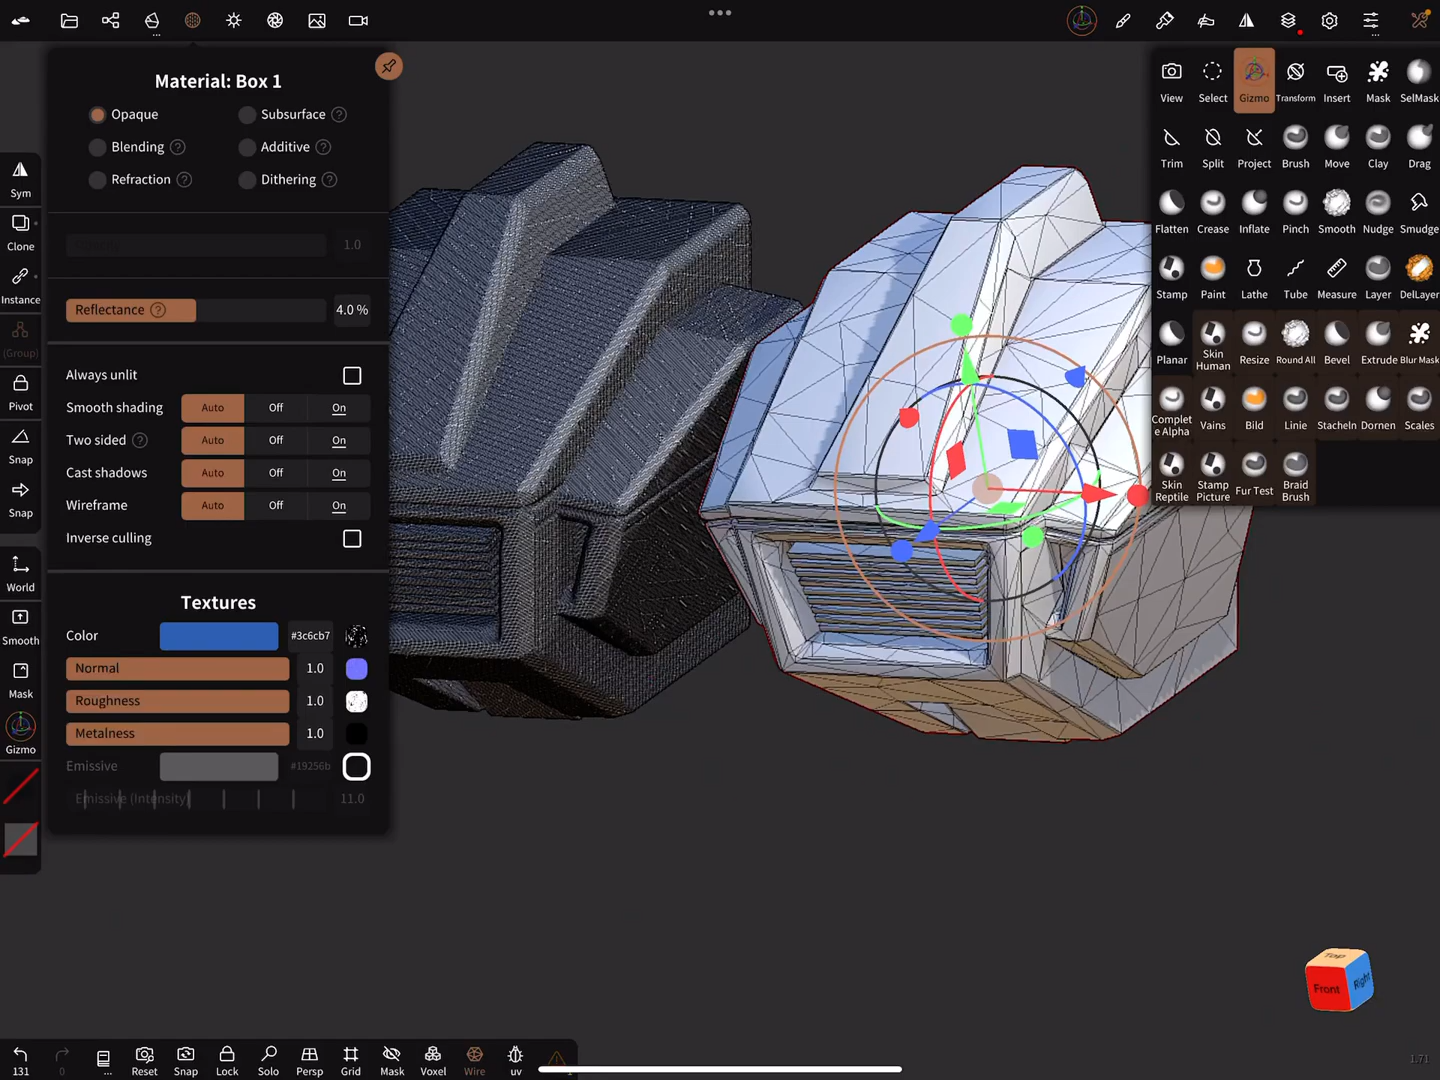 Material: Box 1
Opaque
Subsurface ?
Blending ?
Additive ?
Refraction ?
Dithering ?
Opacity
1.0
Reflectance ?
4.0 %
Always unlit
Smooth shading Auto Off On
Two sided ? Auto Off On
Cast shadows Auto Off On
Wireframe Auto Off On
Inverse culling
Textures
Color #3c6cb7
Normal 1.0
Roughness 1.0
Metalness 1.0
Emissive #19256b
Emissive (Intensity) 11.0
Sym
Clone
Instance
(Group)
Pivot
Snap
Snap
World
Smooth
Mask
Gizmo
View Select Gizmo Transform Insert Mask SelMask
Trim Split Project Brush Move Clay Drag
Flatten Crease Inflate Pinch Smooth Nudge Smudge
Stamp Paint Lathe Tube Measure Layer DelLayer
Planar Skin Human Resize Round All Bevel Extrude Blur Mask
Complet e Alpha Vains Bild Linie Stacheln Dornen Scales
Skin Reptile Stamp Picture Fur Test Braid Brush
Top
Front
Right
131 0 ... Reset Snap Lock Solo Persp Grid Mask Voxel Wire uv
1.71